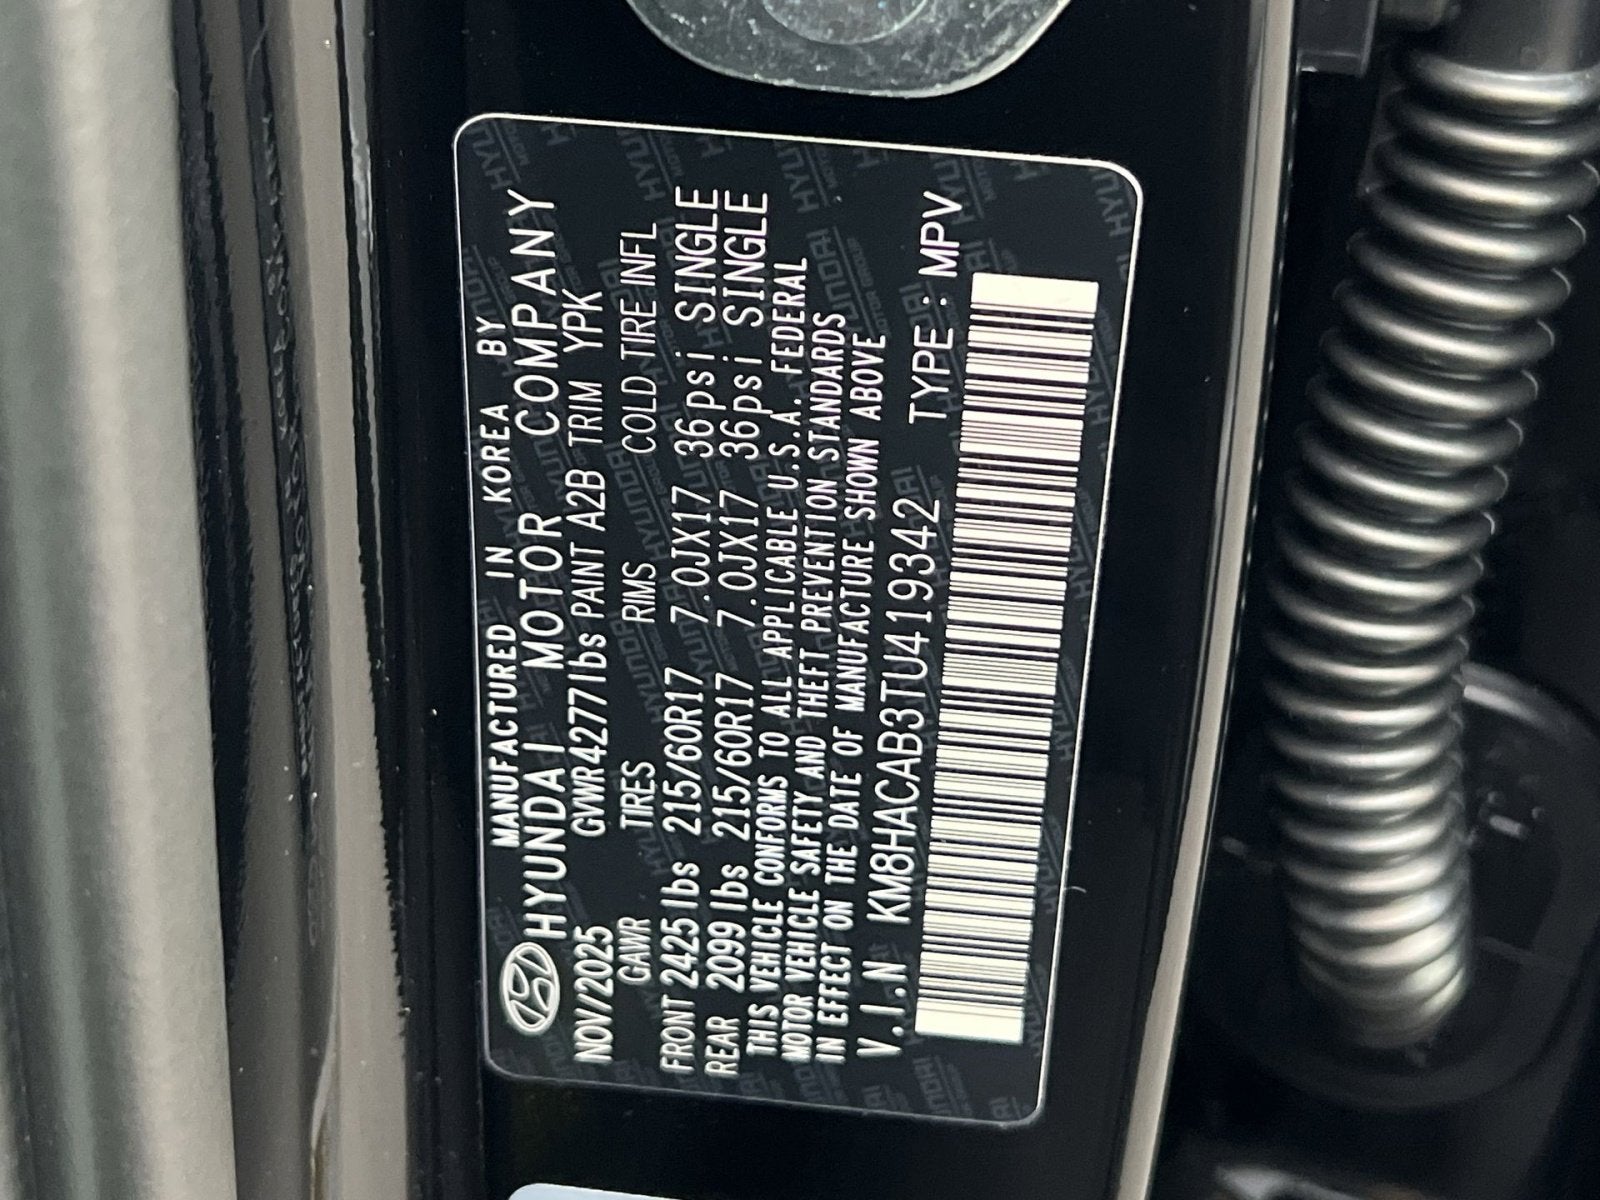 MANUFACTURED IN KOREA BY
HYUNDAI MOTOR COMPANY
NOV/2025 GVWR4277lbs PAINT A2B TRIM YPK
GAWR TIRES RIMS COLD TIRE INFL
FRONT 2425lbs 215/60R17 7.0JX17 36psi SINGLE
REAR 2099lbs 215/60R17 7.0JX17 36psi SINGLE
THIS VEHICLE CONFORMS TO ALL APPLICABLE U.S.A. FEDERAL
MOTOR VEHICLE SAFETY AND THEFT PREVENTION STANDARDS
IN EFFECT ON THE DATE OF MANUFACTURE SHOWN ABOVE
V.I.N KM8HACAB3TU419342 TYPE : MPV